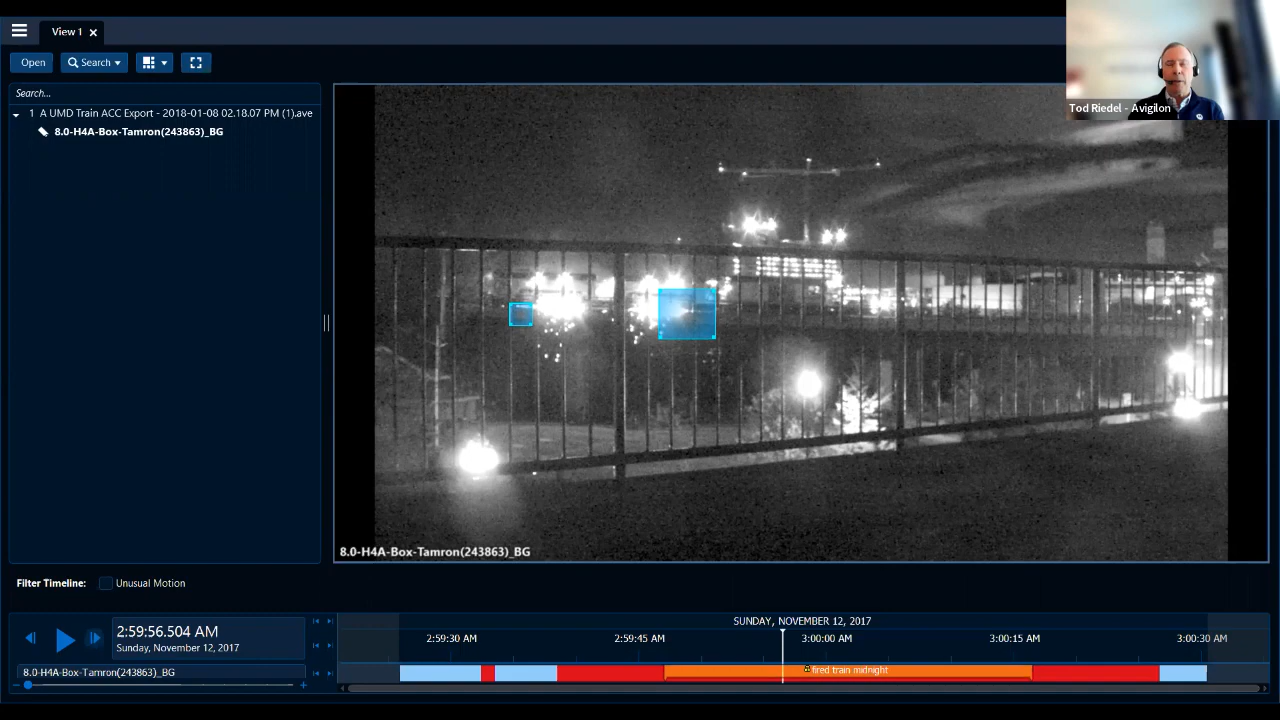 View 1
Open
Search
Search...
1 A UMD Train ACC Export - 2018-01-08 02.18.07 PM (1).ave
8.0-H4A-Box-Tamron(243863)_BG
Tod Riedel - Avigilon
8.0-H4A-Box-Tamron(243863)_BG
Filter Timeline: Unusual Motion
2:59:56.504 AM
Sunday, November 12, 2017
SUNDAY, NOVEMBER 12, 2017
2:59:30 AM 2:59:45 AM 3:00:00 AM 3:00:15 AM 3:00:30 AM
8.0-H4A-Box-Tamron(243863)_BG
fired train midnight